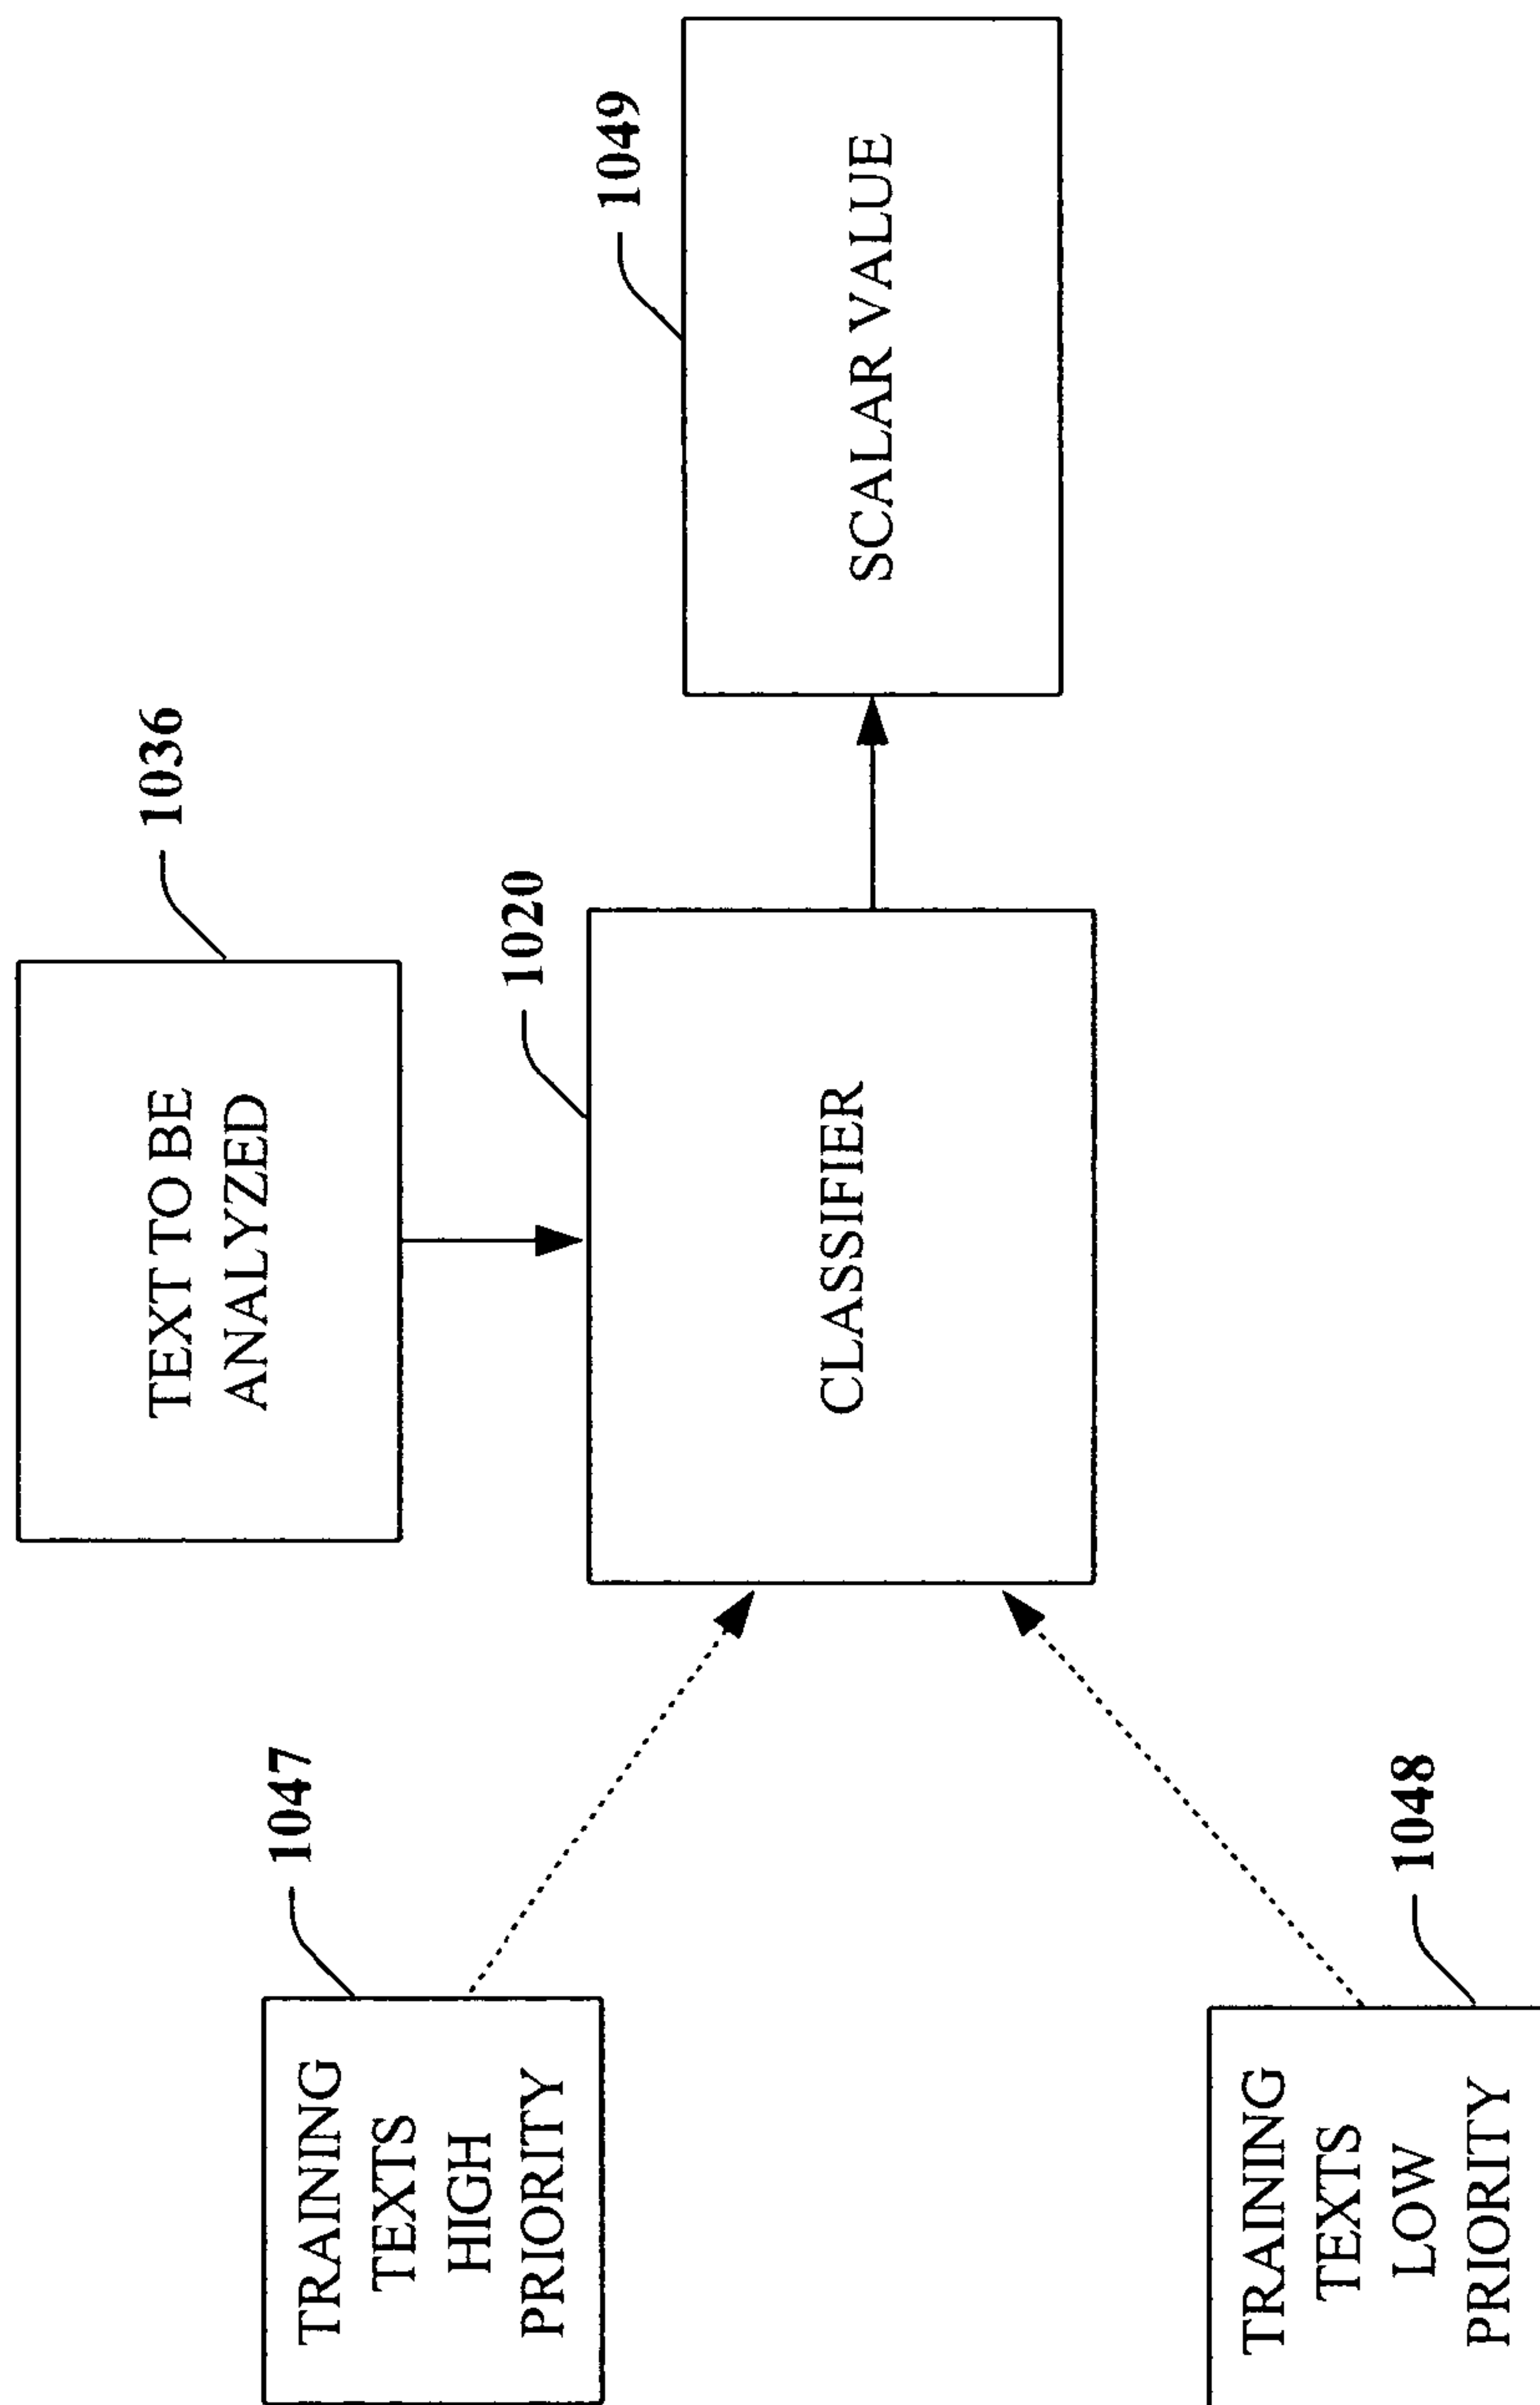 1036
TEXT TO BE
ANALYZED
1047
TRAINING
TEXTS
HIGH
PRIORITY
1020
CLASSIFIER
1049
SCALAR VALUE
1048
TRAINING
TEXTS
LOW
PRIORITY